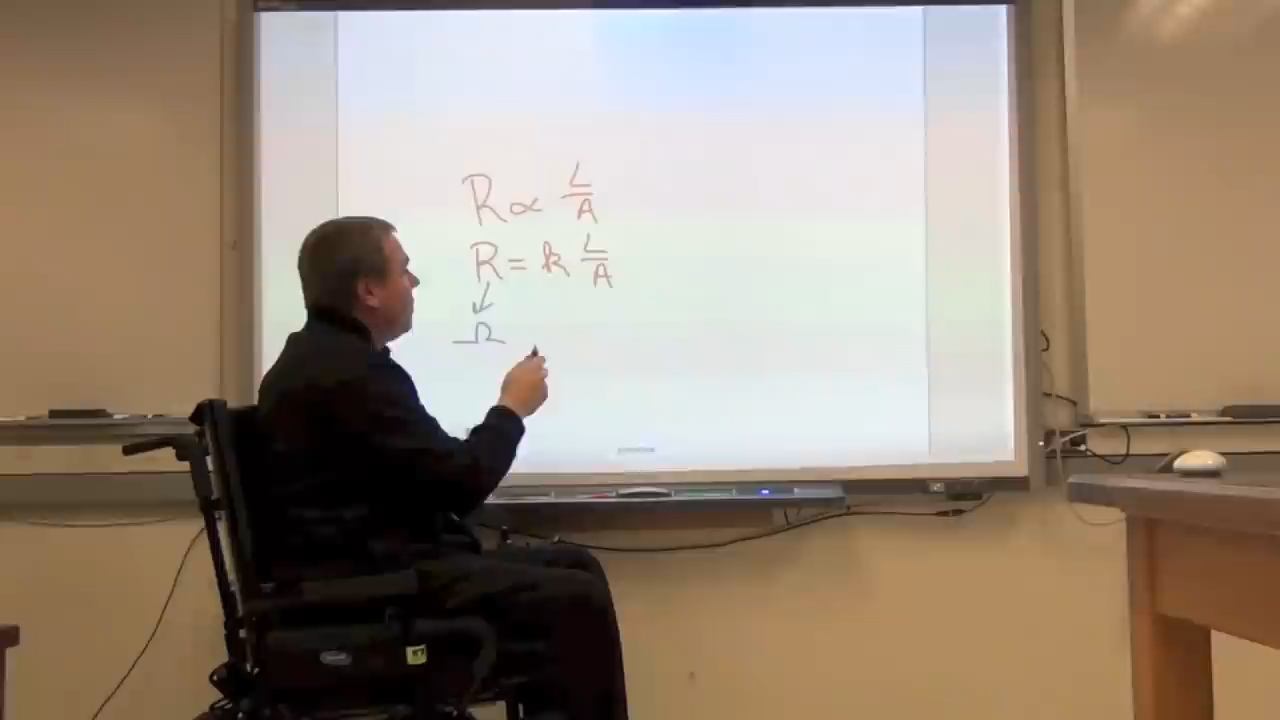 R ∝ L/A
R = k L/A
↓
Ω